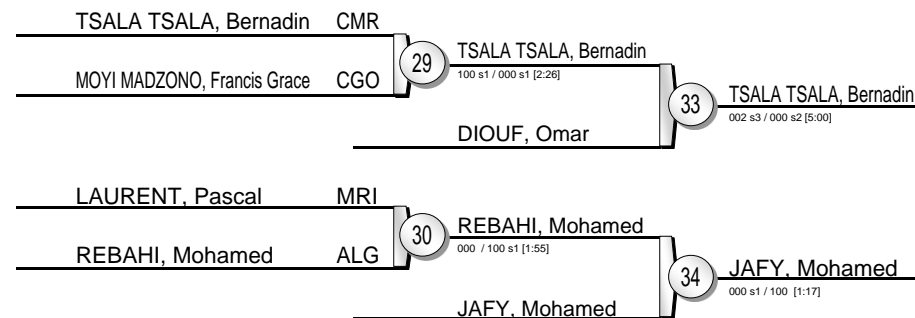 TSALA TSALA, Bernadin CMR
MOYI MADZONO, Francis Grace CGO
29
TSALA TSALA, Bernadin
100 s1 / 000 s1 [2:26]
DIOUF, Omar
33
TSALA TSALA, Bernadin
002 s3 / 000 s2 [5:00]
LAURENT, Pascal MRI
REBAHI, Mohamed ALG
30
REBAHI, Mohamed
000 / 100 s1 [1:55]
JAFY, Mohamed
34
JAFY, Mohamed
000 s1 / 100 [1:17]